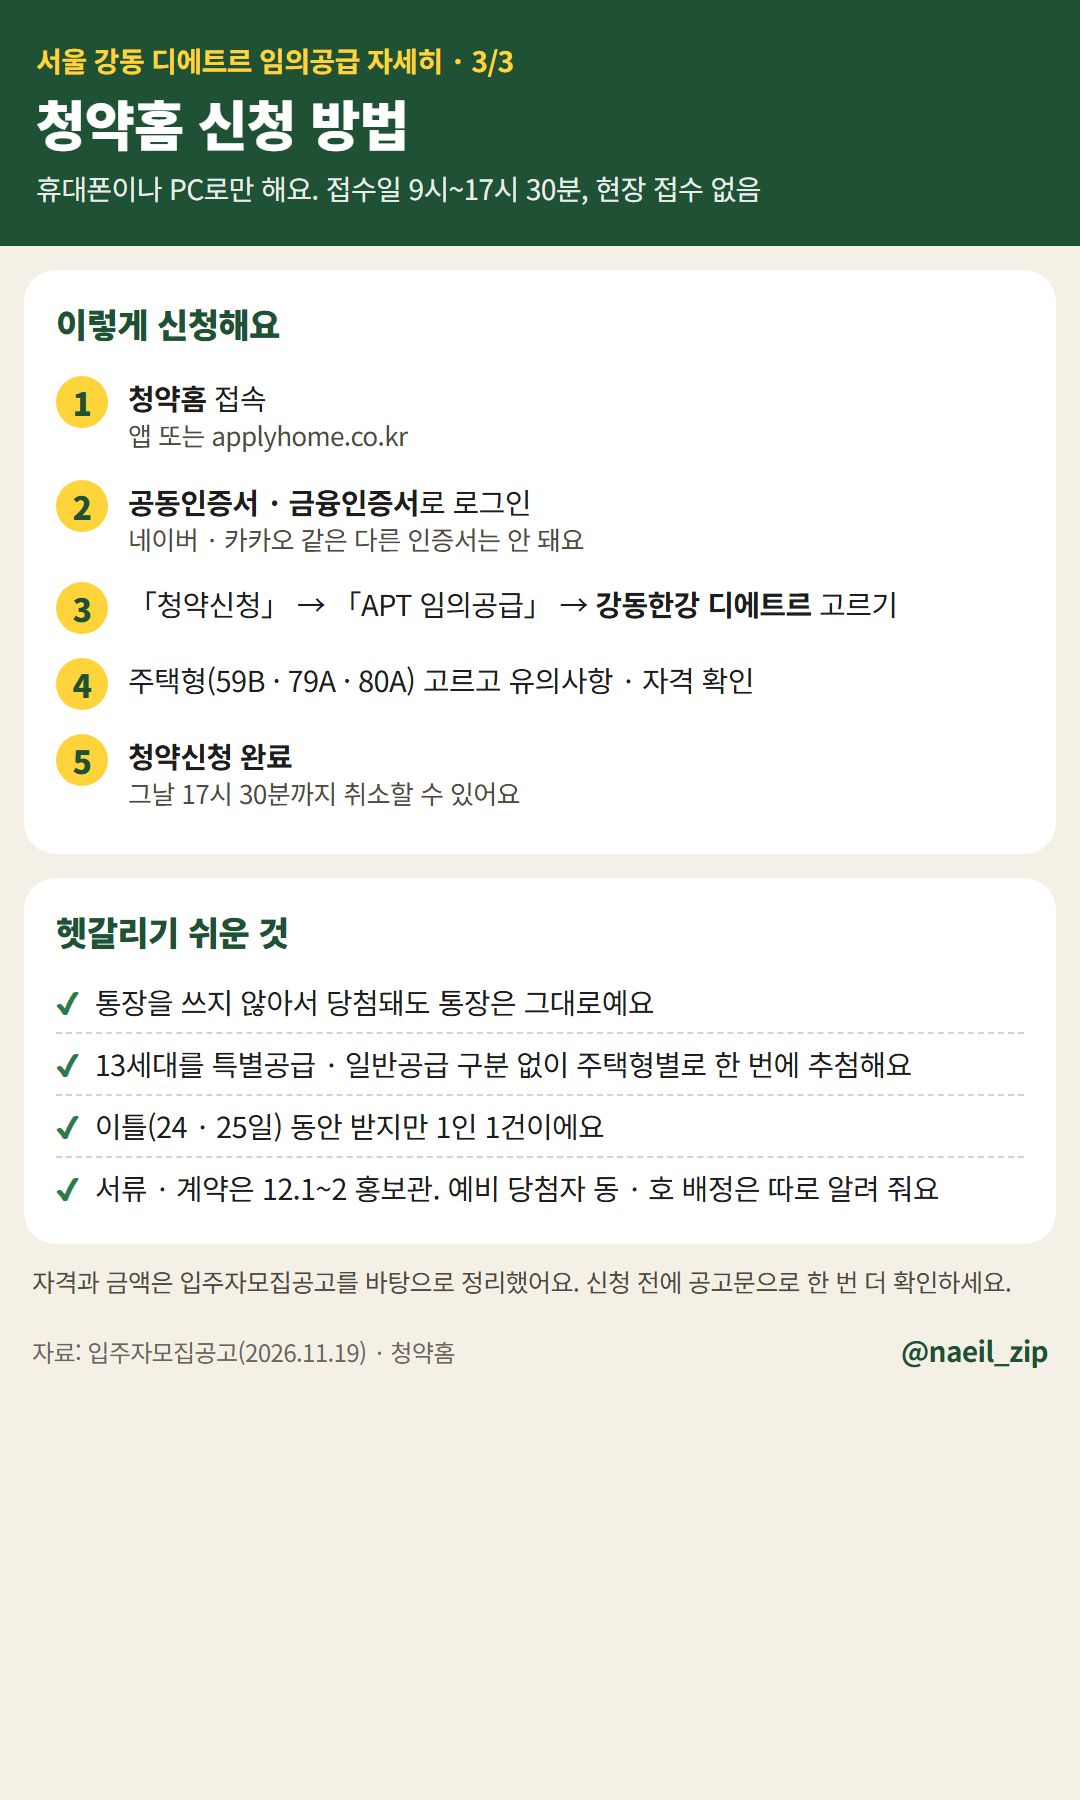 서울 강동 디에트르 임의공급 자세히 · 3/3
청약홈 신청 방법
휴대폰이나 PC로만 해요. 접수일 9시~17시 30분, 현장 접수 없음
이렇게 신청해요
1 청약홈 접속
앱 또는 applyhome.co.kr
2 공동인증서 · 금융인증서로 로그인
네이버 · 카카오 같은 다른 인증서는 안 돼요
3 「청약신청」 → 「APT 임의공급」 → 강동한강 디에트르 고르기
4 주택형(59B · 79A · 80A) 고르고 유의사항 · 자격 확인
5 청약신청 완료
그날 17시 30분까지 취소할 수 있어요
헷갈리기 쉬운 것
✔ 통장을 쓰지 않아서 당첨돼도 통장은 그대로예요
✔ 13세대를 특별공급 · 일반공급 구분 없이 주택형별로 한 번에 추첨해요
✔ 이틀(24 · 25일) 동안 받지만 1인 1건이에요
✔ 서류 · 계약은 12.1~2 홍보관. 예비 당첨자 동 · 호 배정은 따로 알려 줘요
자격과 금액은 입주자모집공고를 바탕으로 정리했어요. 신청 전에 공고문으로 한 번 더 확인하세요.
자료: 입주자모집공고(2026.11.19) · 청약홈
@naeil_zip